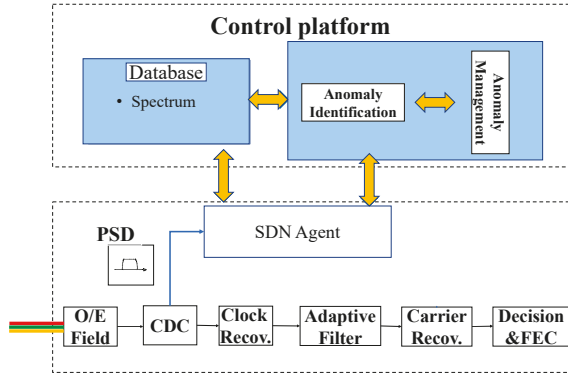 Control platform
Database
• Spectrum
Anomaly
Identification
Anomaly
Management
SDN Agent
PSD
O/E
Field
CDC
Clock
Recov.
Adaptive
Filter
Carrier
Recov.
Decision
&FEC